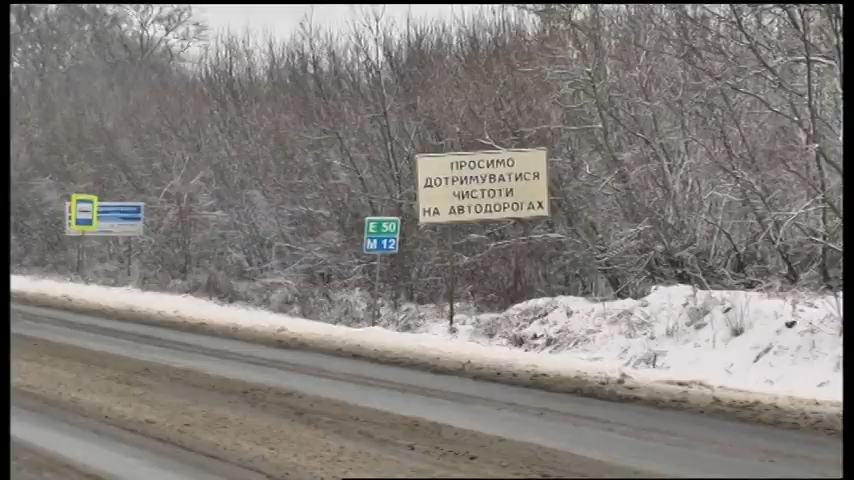 ПРОСИМО
ДОТРИМУВАТИСЯ
ЧИСТОТИ
НА АВТОДОРОГАХ
E 50
М 12